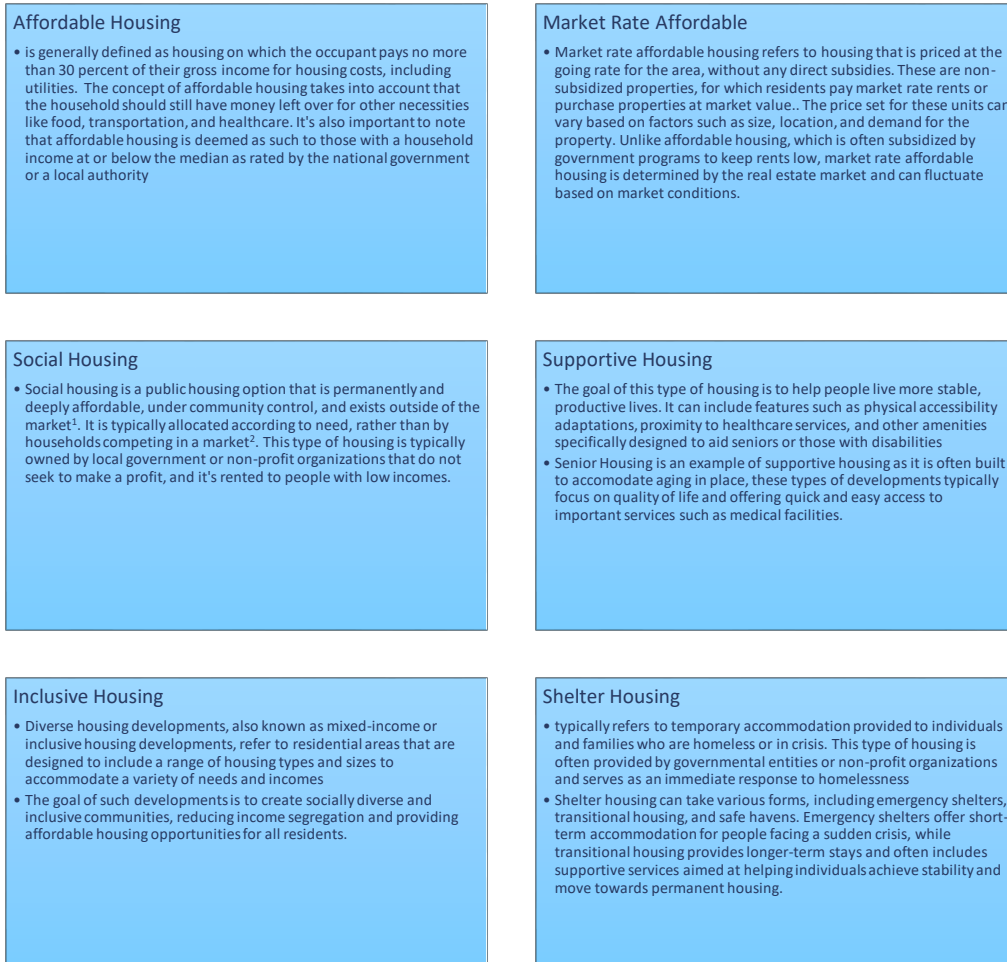 Affordable Housing
• is generally defined as housing on which the occupant pays no more
than 30 percent of their gross income for housing costs, including
utilities. The concept of affordable housing takes into account that
the household should still have money left over for other necessities
like food, transportation, and healthcare. It's also important to note
that affordable housing is deemed as such to those with a household
income at or below the median as rated by the national government
or a local authority
Market Rate Affordable
• Market rate affordable housing refers to housing that is priced at the
going rate for the area, without any direct subsidies. These are non-
subsidized properties, for which residents pay market rate rents or
purchase properties at market value.. The price set for these units can
vary based on factors such as size, location, and demand for the
property. Unlike affordable housing, which is often subsidized by
government programs to keep rents low, market rate affordable
housing is determined by the real estate market and can fluctuate
based on market conditions.
Social Housing
• Social housing is a public housing option that is permanently and
deeply affordable, under community control, and exists outside of the
market¹. It is typically allocated according to need, rather than by
households competing in a market². This type of housing is typically
owned by local government or non-profit organizations that do not
seek to make a profit, and it's rented to people with low incomes.
Supportive Housing
• The goal of this type of housing is to help people live more stable,
productive lives. It can include features such as physical accessibility
adaptations, proximity to healthcare services, and other amenities
specifically designed to aid seniors or those with disabilities
• Senior Housing is an example of supportive housing as it is often built
to accomodate aging in place, these types of developments typically
focus on quality of life and offering quick and easy access to
important services such as medical facilities.
Inclusive Housing
• Diverse housing developments, also known as mixed-income or
inclusive housing developments, refer to residential areas that are
designed to include a range of housing types and sizes to
accommodate a variety of needs and incomes
• The goal of such developments is to create socially diverse and
inclusive communities, reducing income segregation and providing
affordable housing opportunities for all residents.
Shelter Housing
• typically refers to temporary accommodation provided to individuals
and families who are homeless or in crisis. This type of housing is
often provided by governmental entities or non-profit organizations
and serves as an immediate response to homelessness
• Shelter housing can take various forms, including emergency shelters,
transitional housing, and safe havens. Emergency shelters offer short-
term accommodation for people facing a sudden crisis, while
transitional housing provides longer-term stays and often includes
supportive services aimed at helping individuals achieve stability and
move towards permanent housing.